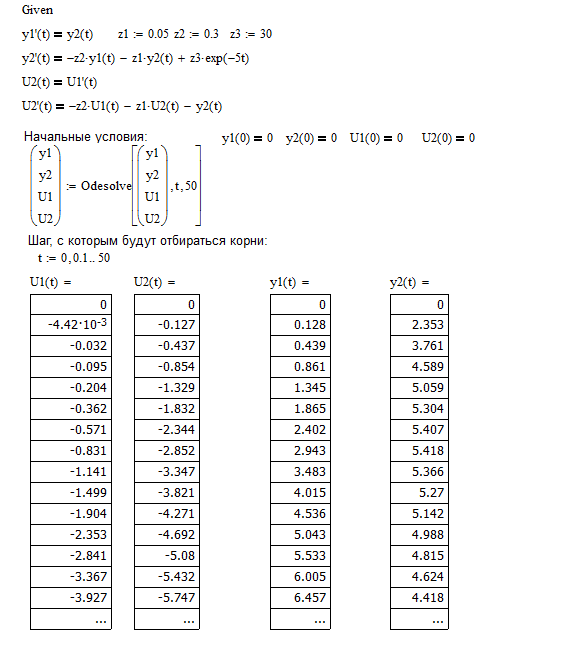 Given
y1'(t) = y2(t) z1 := 0.05 z2 := 0.3 z3 := 30
y2'(t) = −z2·y1(t) − z1·y2(t) + z3·exp(−5t)
U2(t) = U1'(t)
U2'(t) = −z2·U1(t) − z1·U2(t) − y2(t)
Начальные условия: y1(0) = 0 y2(0) = 0 U1(0) = 0 U2(0) = 0
y1 y1
y2 y2
:= Odesolve ,t,50
U1 U1
U2 U2
Шаг, с которым будут отбираться корни:
t := 0,0.1.. 50
U1(t) = U2(t) = y1(t) = y2(t) =
0 0 0 0
-4.42·10-3 -0.127 0.128 2.353
-0.032 -0.437 0.439 3.761
-0.095 -0.854 0.861 4.589
-0.204 -1.329 1.345 5.059
-0.362 -1.832 1.865 5.304
-0.571 -2.344 2.402 5.407
-0.831 -2.852 2.943 5.418
-1.141 -3.347 3.483 5.366
-1.499 -3.821 4.015 5.27
-1.904 -4.271 4.536 5.142
-2.353 -4.692 5.043 4.988
-2.841 -5.08 5.533 4.815
-3.367 -5.432 6.005 4.624
-3.927 -5.747 6.457 4.418
... ... ... ...